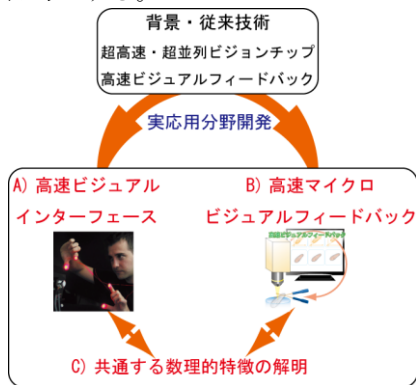 背景・従来技術
超高速・超並列ビジョンチップ
高速ビジュアルフィードバック
実応用分野開発
A) 高速ビジュアル
インターフェース
B) 高速マイクロ
ビジュアルフィードバック
C) 共通する数理的特徴の解明